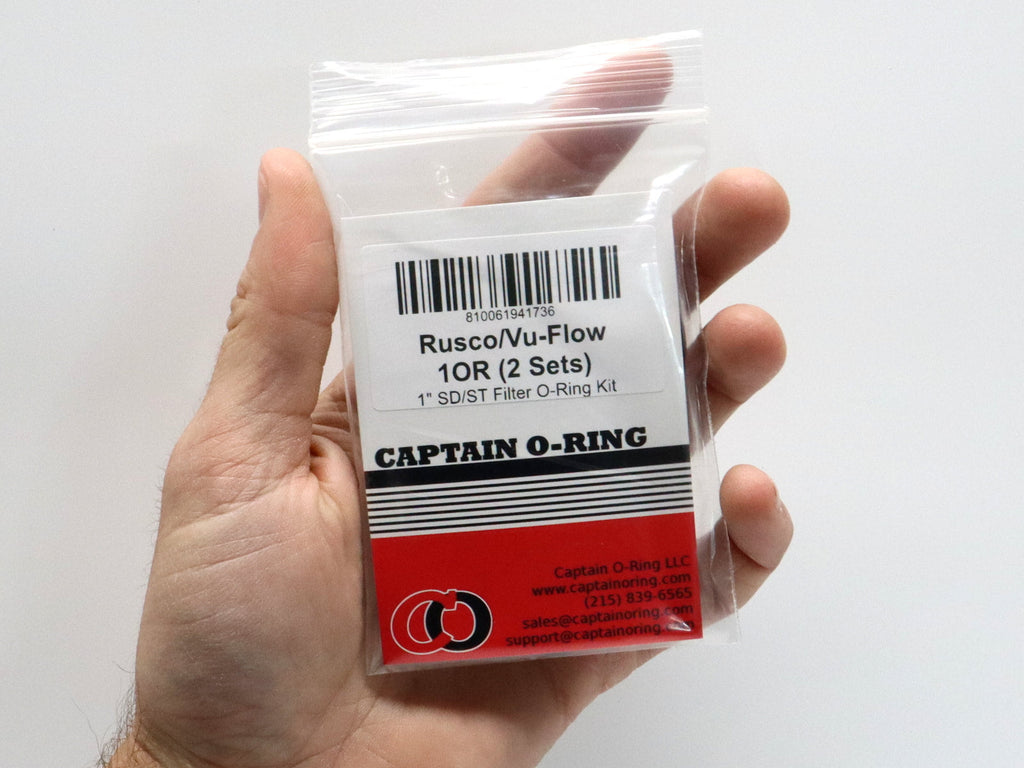 810061941736
Rusco/Vu-Flow
1OR (2 Sets)
1" SD/ST Filter O-Ring Kit
CAPTAIN O-RING
Captain O-Ring LLC
www.captainoring.com
(215) 839-6565
sales@captainoring.com
support@captainoring.com